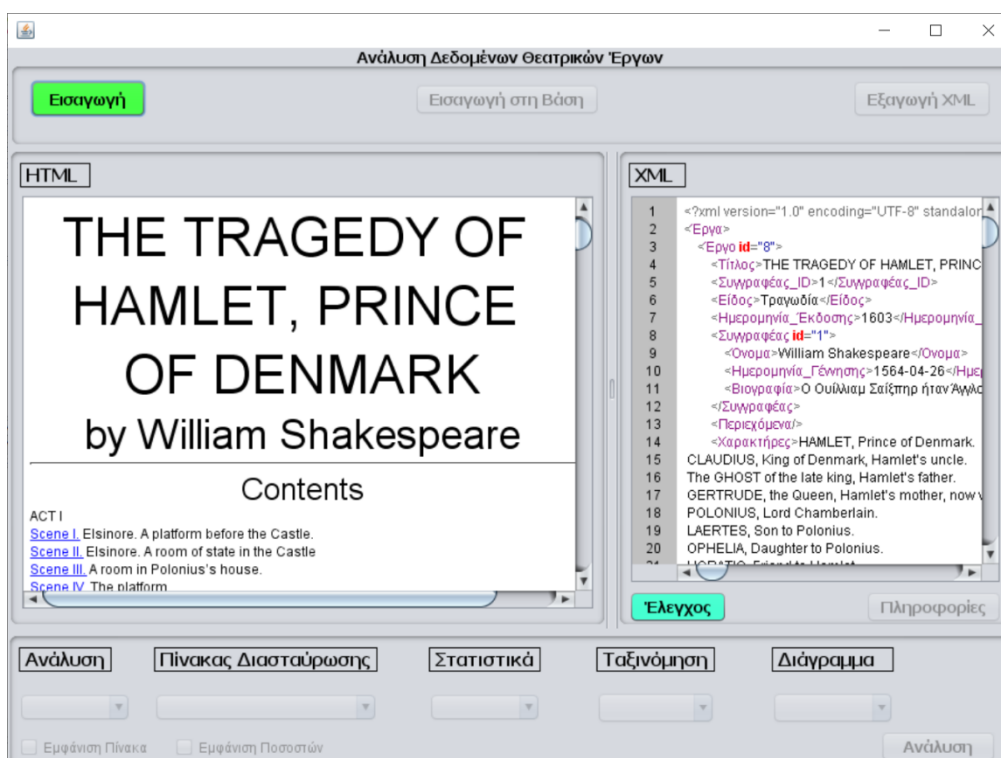 Ανάλυση Δεδομένων Θεατρικών Έργων
Εισαγωγή
Εισαγωγή στη Βάση
Εξαγωγή XML
HTML
THE TRAGEDY OF
HAMLET, PRINCE
OF DENMARK
by William Shakespeare
Contents
ACT I
Scene I. Elsinore. A platform before the Castle.
Scene II. Elsinore. A room of state in the Castle
Scene III. A room in Polonius's house.
Scene IV. The platform
XML
1 <?xml version="1.0" encoding="UTF-8" standalor
2 <Έργα>
3 <Έργο id="8">
4 <Τίτλος>THE TRAGEDY OF HAMLET, PRINC
5 <Συγγραφέας_ID>1</Συγγραφέας_ID>
6 <Είδος>Τραγωδία</Είδος>
7 <Ημερομηνία_Έκδοσης>1603</Ημερομηνία_
8 <Συγγραφέας id="1">
9 <Όνομα>William Shakespeare</Όνομα>
10 <Ημερομηνία_Γέννησης>1564-04-26</Ημερ
11 <Βιογραφία>Ο Ουίλλιαμ Σαίξπηρ ήταν Άγγλο
12 </Συγγραφέας>
13 <Περιεχόμενα/>
14 <Χαρακτήρες>HAMLET, Prince of Denmark.
15 CLAUDIUS, King of Denmark, Hamlet's uncle.
16 The GHOST of the late king, Hamlet's father.
17 GERTRUDE, the Queen, Hamlet's mother, now
18 POLONIUS, Lord Chamberlain.
19 LAERTES, Son to Polonius.
20 OPHELIA, Daughter to Polonius.
21 HORATIO, Friend to Hamlet
Έλεγχος
Πληροφορίες
Ανάλυση
Πίνακας Διασταύρωσης
Στατιστικά
Ταξινόμηση
Διάγραμμα
Εμφάνιση Πίνακα
Εμφάνιση Ποσοστών
Ανάλυση